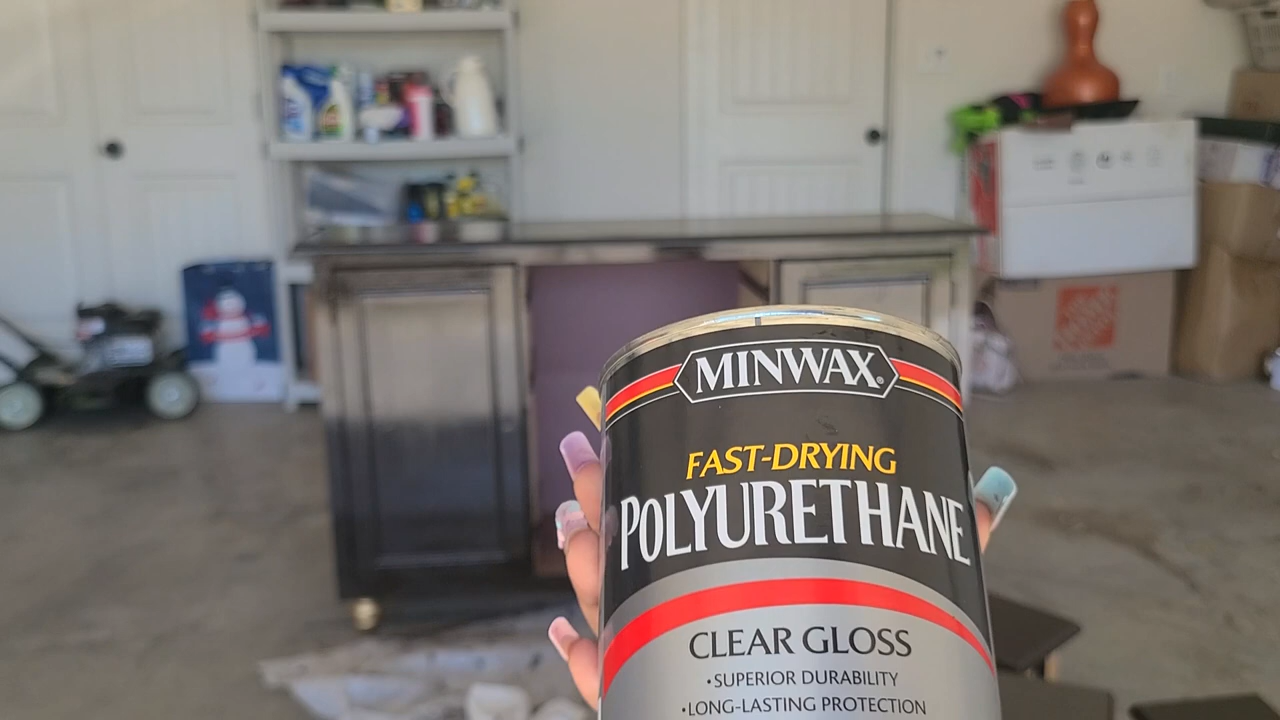 MINWAX®
FAST-DRYING
POLYURETHANE
CLEAR GLOSS
•SUPERIOR DURABILITY
•LONG-LASTING PROTECTION